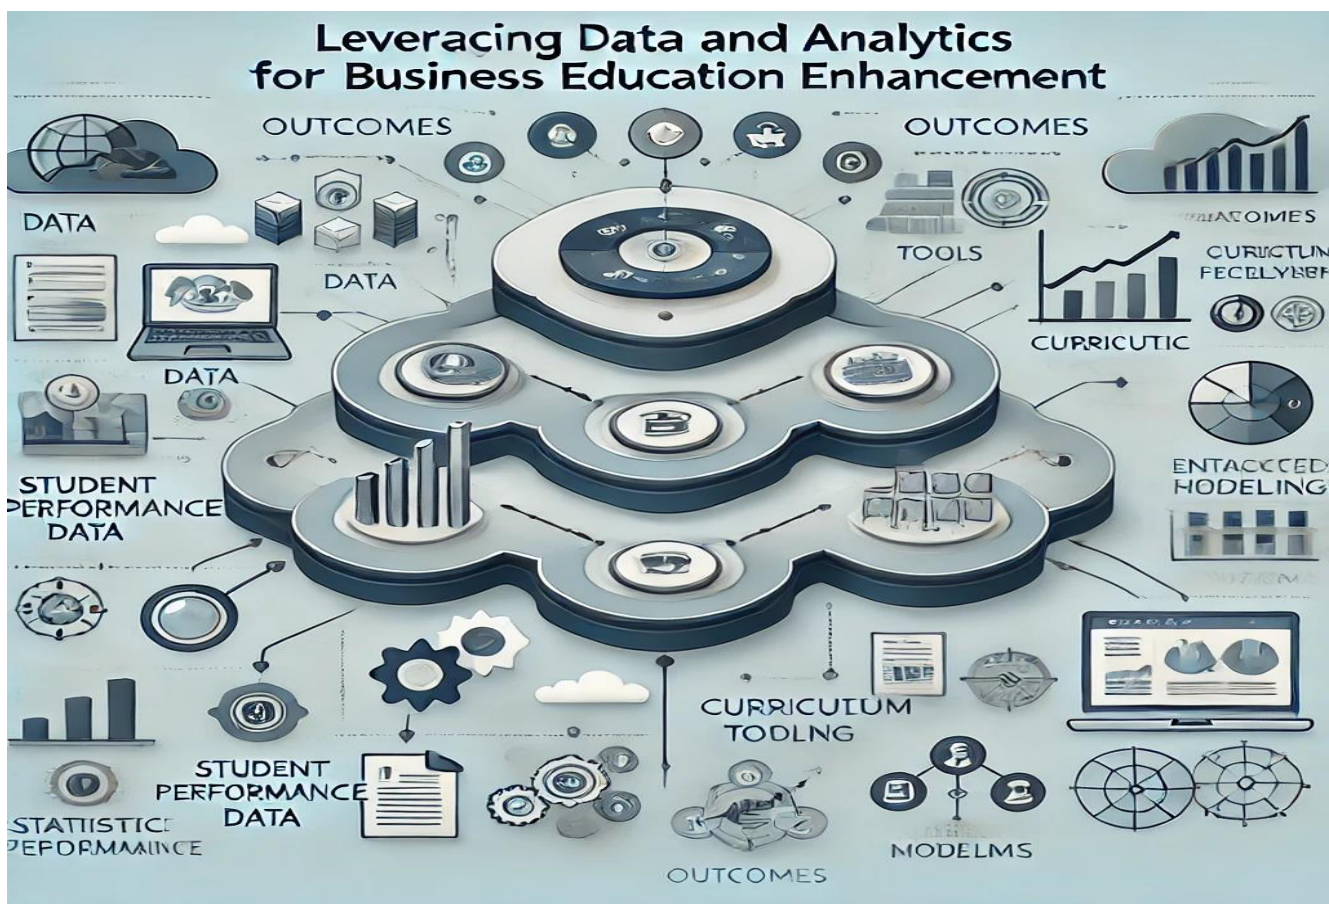 Leveracing Data and Analytics
for Business Education Enhancement
OUTCOMES
OUTCOMES
DATA
DATA
TOOLS
CURRICUTIC
DATA
STUDENT
PERFORMANCE
DATA
ENTACCCED
HODELING
CURRICUIUM
TODLNG
STUDENT
PERFORMANCE
DATA
MODELMS
OUTCOMES